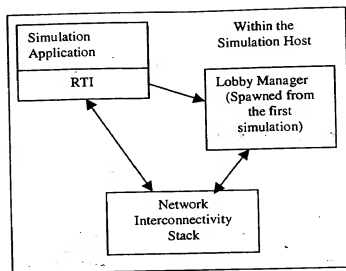 Simulation
Application
RTI
Within the
Simulation Host
Lobby Manager
(Spawned from
the first
simulation)
Network
Interconnectivity
Stack